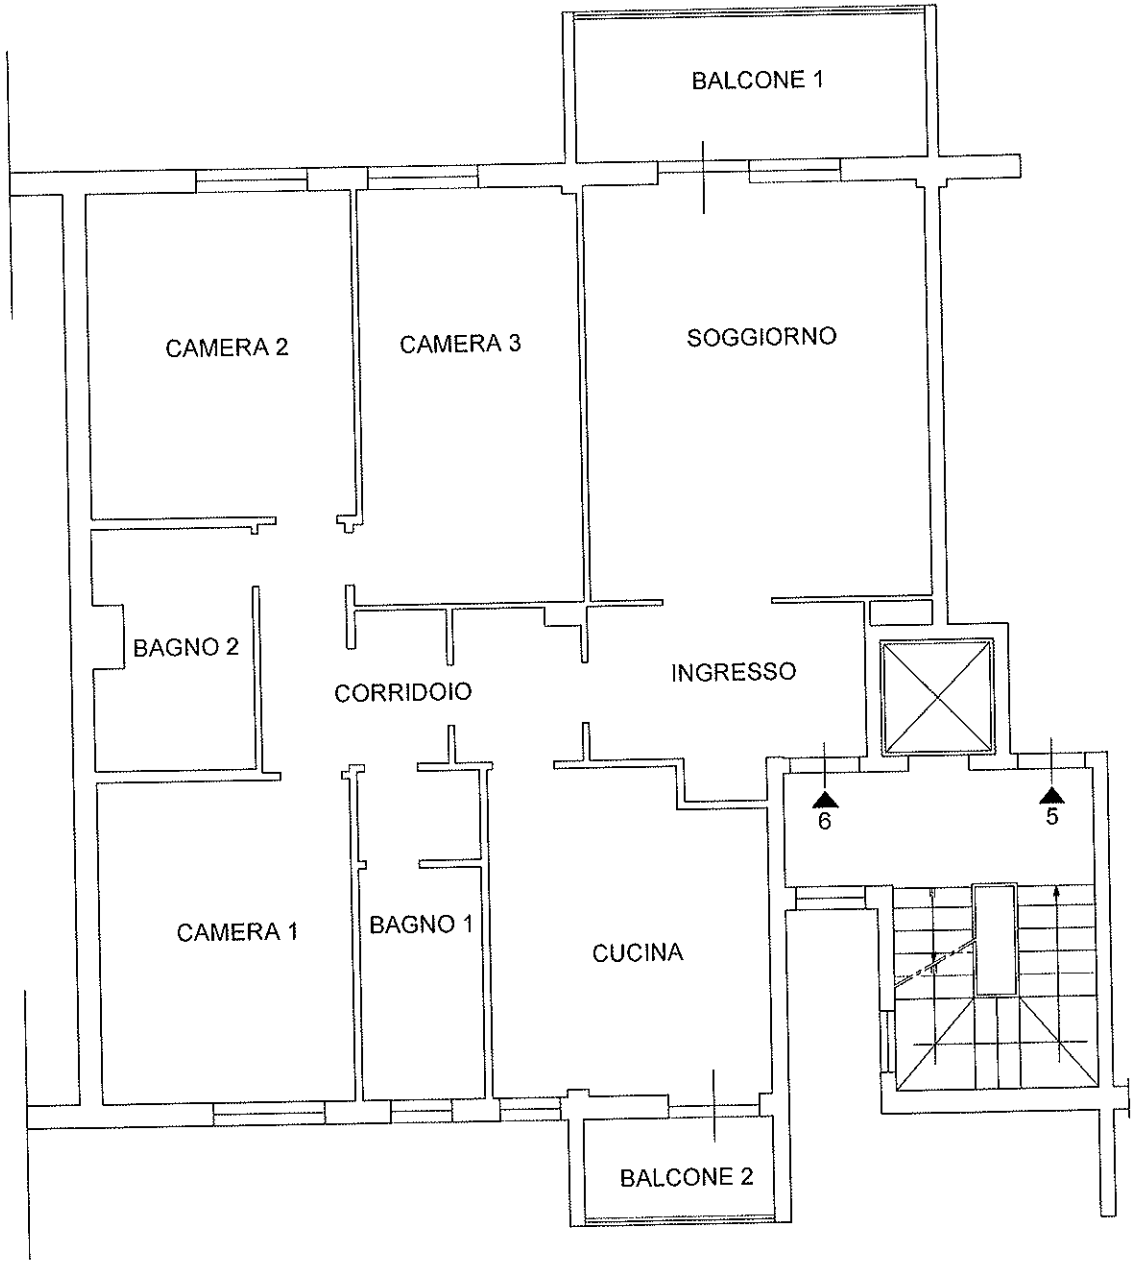 BALCONE 1
CAMERA 2
CAMERA 3
SOGGIORNO
BAGNO 2
CORRIDOIO
INGRESSO
6
5
CAMERA 1
BAGNO 1
CUCINA
BALCONE 2